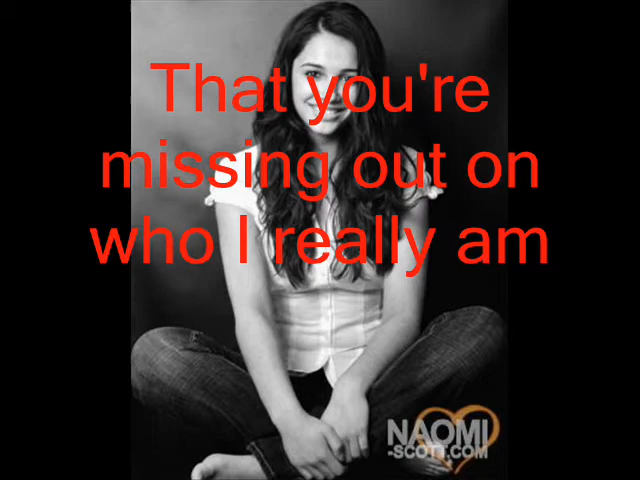 That you're
missing out on
who I really am
NAOMI
-SCOTT.COM